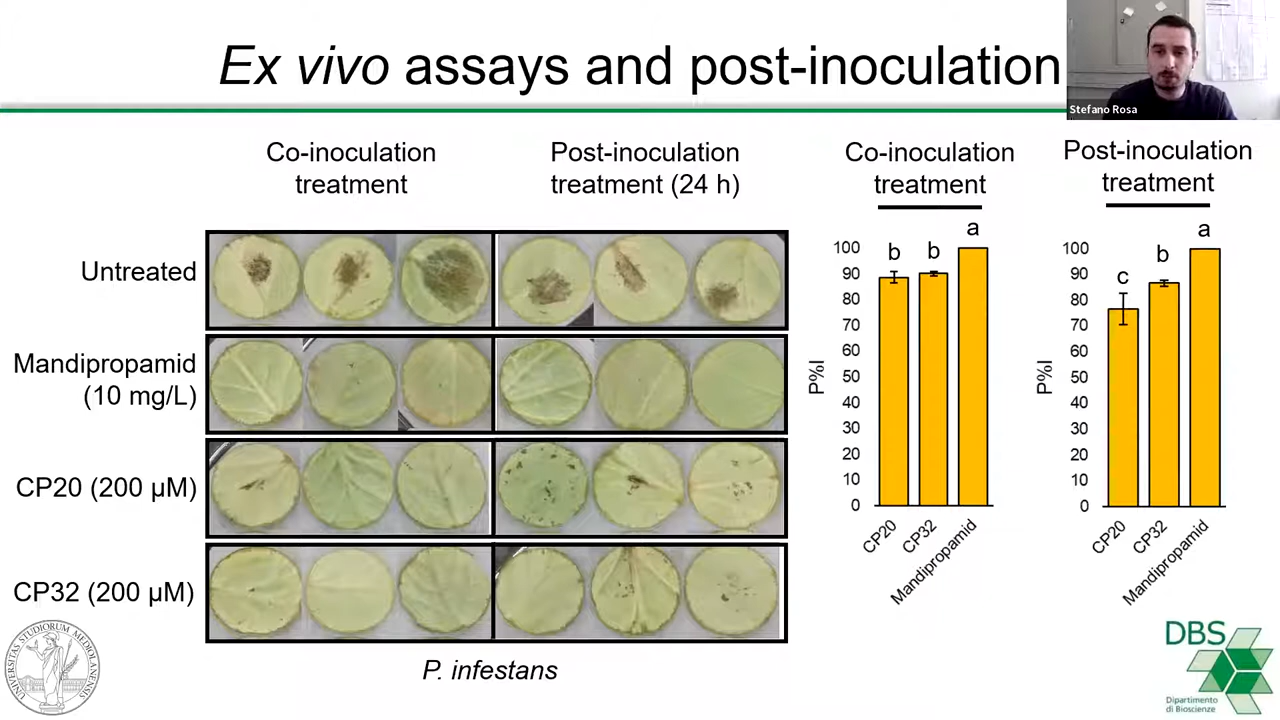 Ex vivo assays and post-inoculation
Stefano Rosa
Co-inoculation
treatment
Post-inoculation
treatment (24 h)
Untreated
Mandipropamid
(10 mg/L)
CP20 (200 µM)
CP32 (200 µM)
P. infestans
Co-inoculation
treatment
P%I
100
90
80
70
60
50
40
30
20
10
0
b
b
a
CP20
CP32
Mandipropamid
Post-inoculation
treatment
P%I
100
90
80
70
60
50
40
30
20
10
0
c
b
a
CP20
CP32
Mandipropamid
UNIVERSITAS STUDIORUM MEDIOLANENSIS
DBS
Dipartimento
di Bioscienze